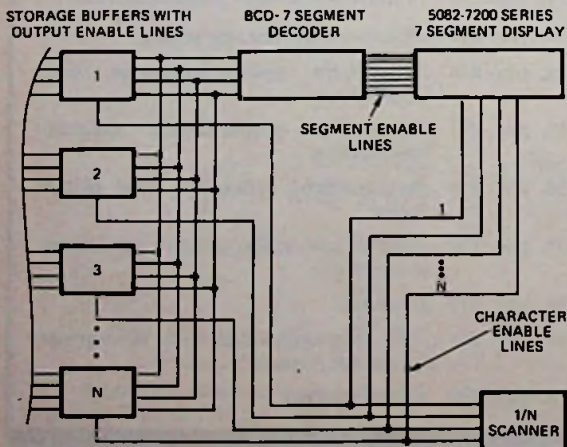 STORAGE BUFFERS WITH
OUTPUT ENABLE LINES
BCD-7 SEGMENT
DECODER
5082-7200 SERIES
7 SEGMENT DISPLAY
1
SEGMENT ENABLE
LINES
2
1
3
N
CHARACTER
ENABLE
LINES
N
1/N
SCANNER